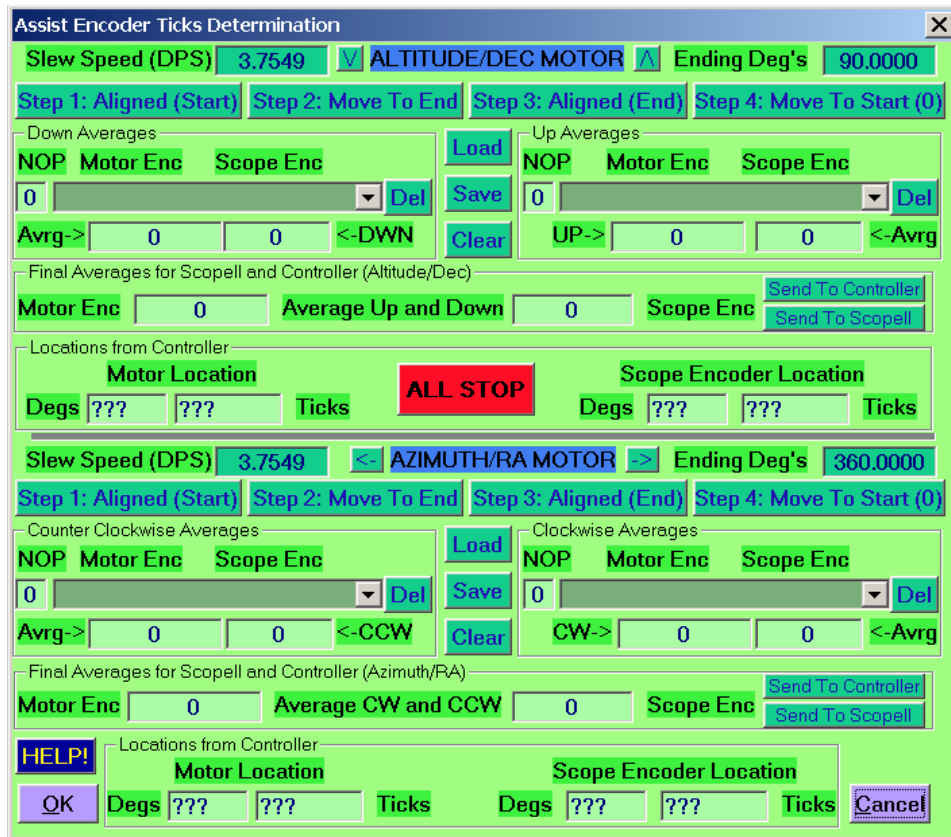 Assist Encoder Ticks Determination
Slew Speed (DPS) 3.7549 \/ ALTITUDE/DEC MOTOR /\ Ending Deg's 90.0000
Step 1: Aligned (Start) Step 2: Move To End Step 3: Aligned (End) Step 4: Move To Start (0)
Down Averages Load Up Averages
NOP Motor Enc Scope Enc NOP Motor Enc Scope Enc
0 Del Save 0 Del
Avrg-> 0 0 <-DWN Clear UP-> 0 0 <-Avrg
Final Averages for ScopeII and Controller (Altitude/Dec)
Motor Enc 0 Average Up and Down 0 Scope Enc Send To Controller
Send To ScopeII
Locations from Controller
Motor Location ALL STOP Scope Encoder Location
Degs ??? ??? Ticks Degs ??? ??? Ticks
Slew Speed (DPS) 3.7549 <- AZIMUTH/RA MOTOR -> Ending Deg's 360.0000
Step 1: Aligned (Start) Step 2: Move To End Step 3: Aligned (End) Step 4: Move To Start (0)
Counter Clockwise Averages Load Clockwise Averages
NOP Motor Enc Scope Enc NOP Motor Enc Scope Enc
0 Del Save 0 Del
Avrg-> 0 0 <-CCW Clear CW-> 0 0 <-Avrg
Final Averages for ScopeII and Controller (Azimuth/RA)
Motor Enc 0 Average CW and CCW 0 Scope Enc Send To Controller
Send To ScopeII
HELP! Locations from Controller
Motor Location Scope Encoder Location
OK Degs ??? ??? Ticks Degs ??? ??? Ticks Cancel